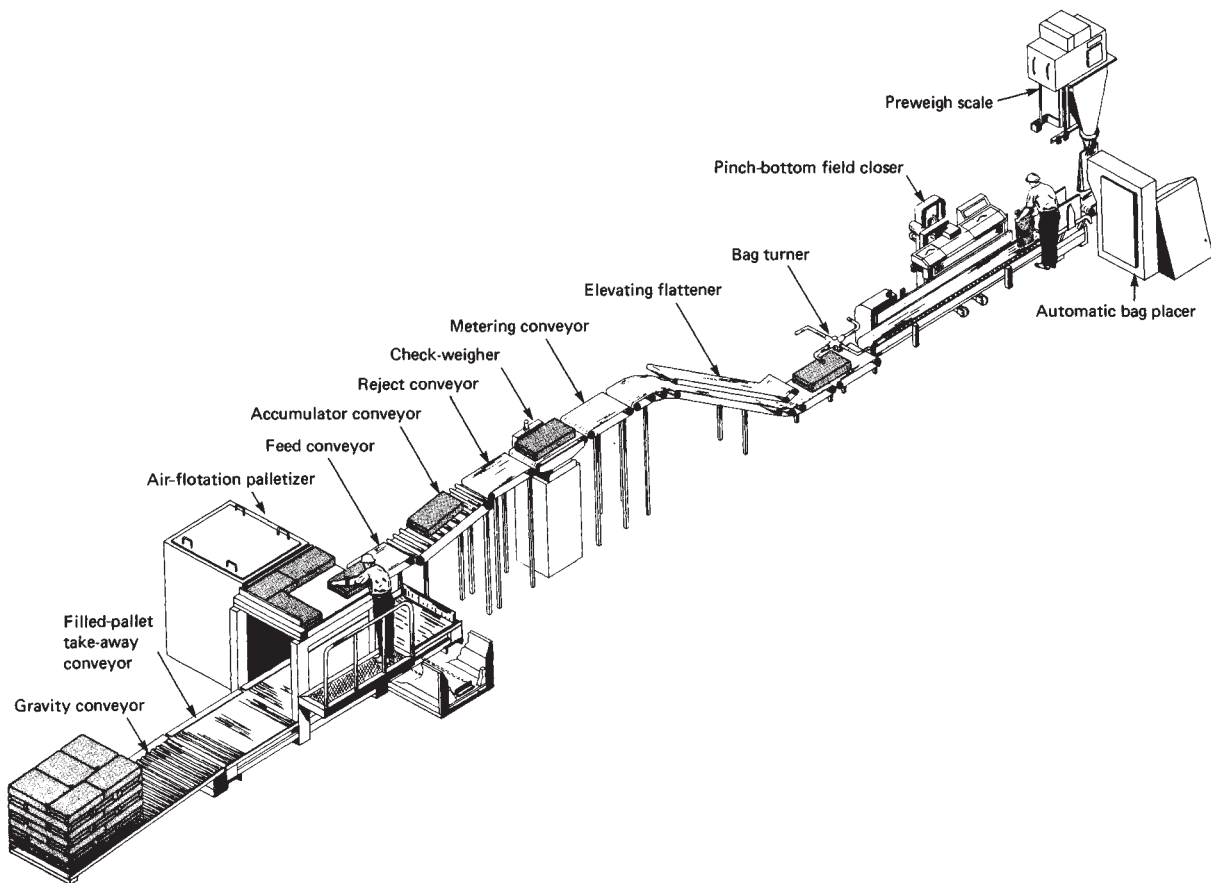 Preweigh scale
Pinch-bottom field closer
Bag turner
Elevating flattener
Automatic bag placer
Metering conveyor
Check-weigher
Reject conveyor
Accumulator conveyor
Feed conveyor
Air-flotation palletizer
Filled-pallet
take-away
conveyor
Gravity conveyor